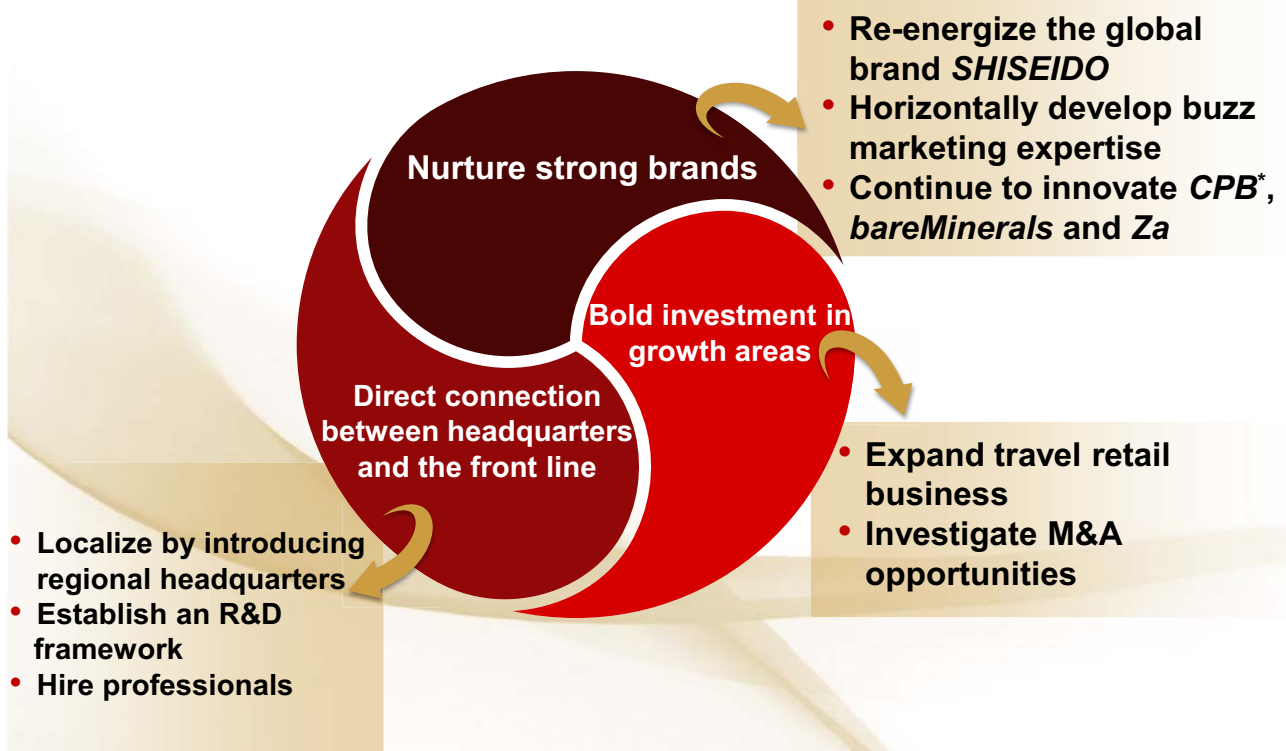 Nurture strong brands
• Re-energize the global
brand SHISEIDO
• Horizontally develop buzz
marketing expertise
• Continue to innovate CPB*,
bareMinerals and Za
Bold investment in
growth areas
• Expand travel retail
business
• Investigate M&A
opportunities
Direct connection
between headquarters
and the front line
• Localize by introducing
regional headquarters
• Establish an R&D
framework
• Hire professionals